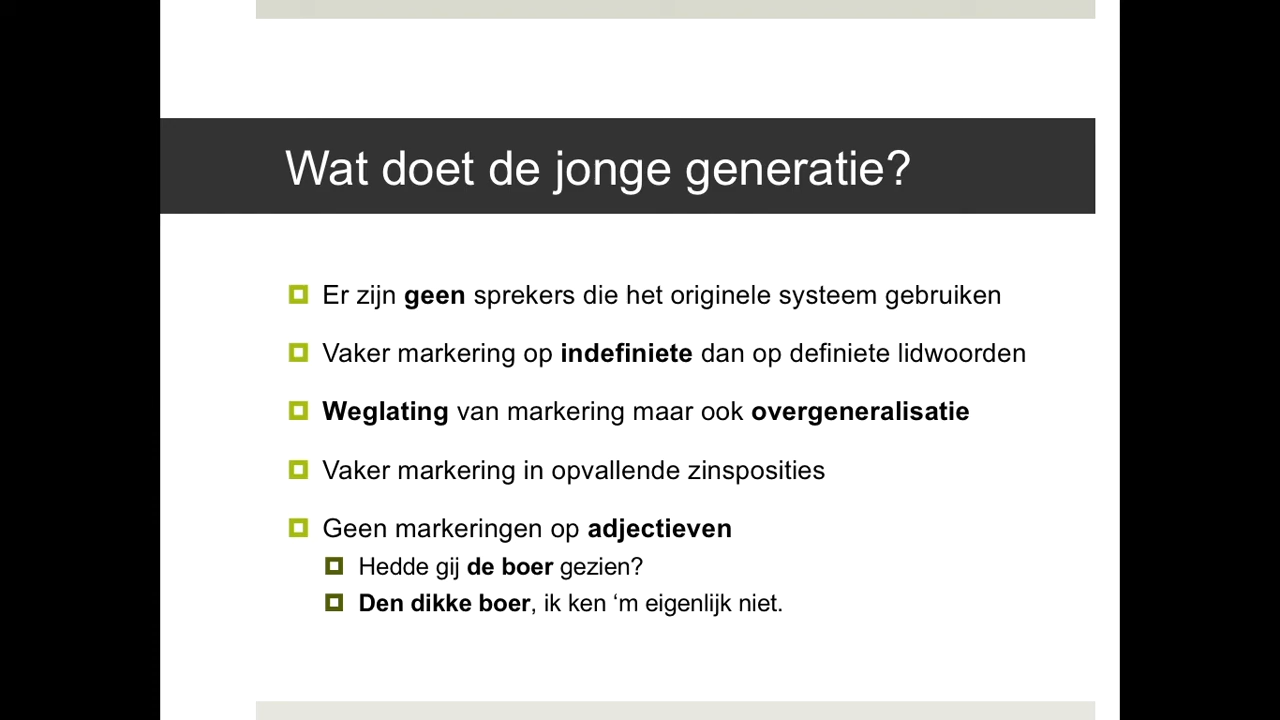 Wat doet de jonge generatie?
Er zijn geen sprekers die het originele systeem gebruiken
Vaker markering op indefiniete dan op definiete lidwoorden
Weglating van markering maar ook overgeneralisatie
Vaker markering in opvallende zinsposities
Geen markeringen op adjectieven
Hedde gij de boer gezien?
Den dikke boer, ik ken ‘m eigenlijk niet.